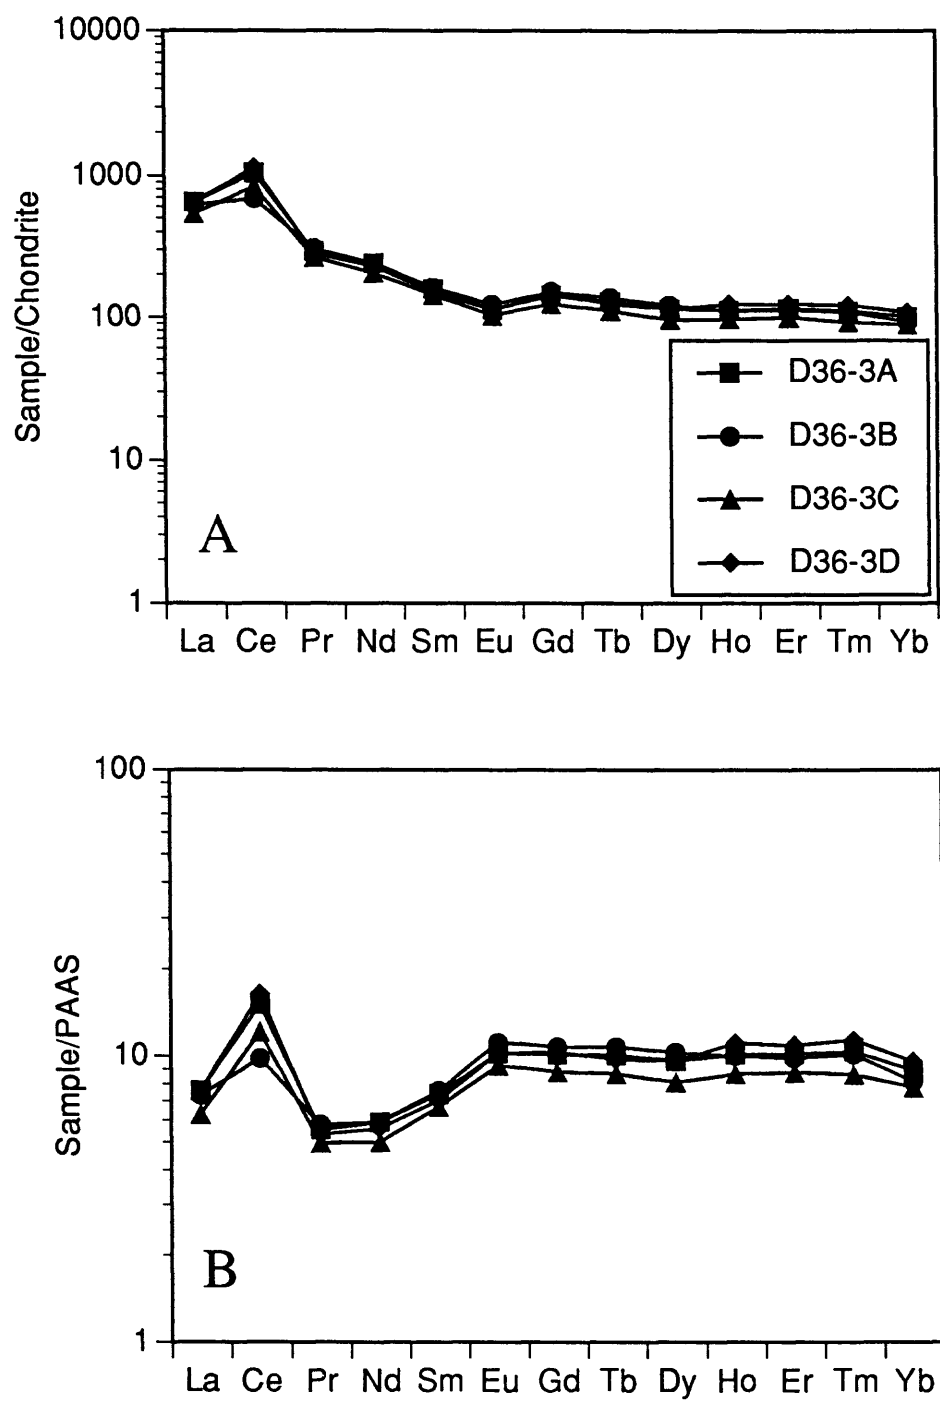 10000
1000
100
10
1
Sample/Chondrite
A
D36-3A
D36-3B
D36-3C
D36-3D
La Ce Pr Nd Sm Eu Gd Tb Dy Ho Er Tm Yb
100
10
1
Sample/PAAS
B
La Ce Pr Nd Sm Eu Gd Tb Dy Ho Er Tm Yb